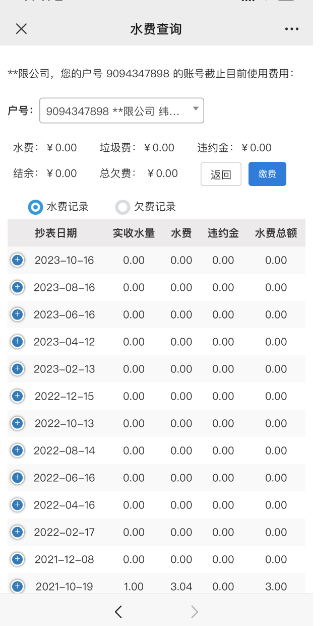 水费查询
**限公司，您的户号 9094347898 的账号截止目前使用费用：
户号： 9094347898 **限公司 纬...
水费：￥0.00 垃圾费：￥0.00 违约金：￥0.00
结余：￥0.00 总欠费：￥0.00 返回 缴费
水费记录 欠费记录
抄表日期 实收水量 水费 违约金 水费总额
2023-10-16 0.00 0.00 0.00 0.00
2023-08-16 0.00 0.00 0.00 0.00
2023-06-16 0.00 0.00 0.00 0.00
2023-04-12 0.00 0.00 0.00 0.00
2023-02-13 0.00 0.00 0.00 0.00
2022-12-15 0.00 0.00 0.00 0.00
2022-10-13 0.00 0.00 0.00 0.00
2022-08-14 0.00 0.00 0.00 0.00
2022-06-16 0.00 0.00 0.00 0.00
2022-04-16 0.00 0.00 0.00 0.00
2022-02-17 0.00 0.00 0.00 0.00
2021-12-08 0.00 0.00 0.00 0.00
2021-10-19 1.00 3.04 0.00 3.00